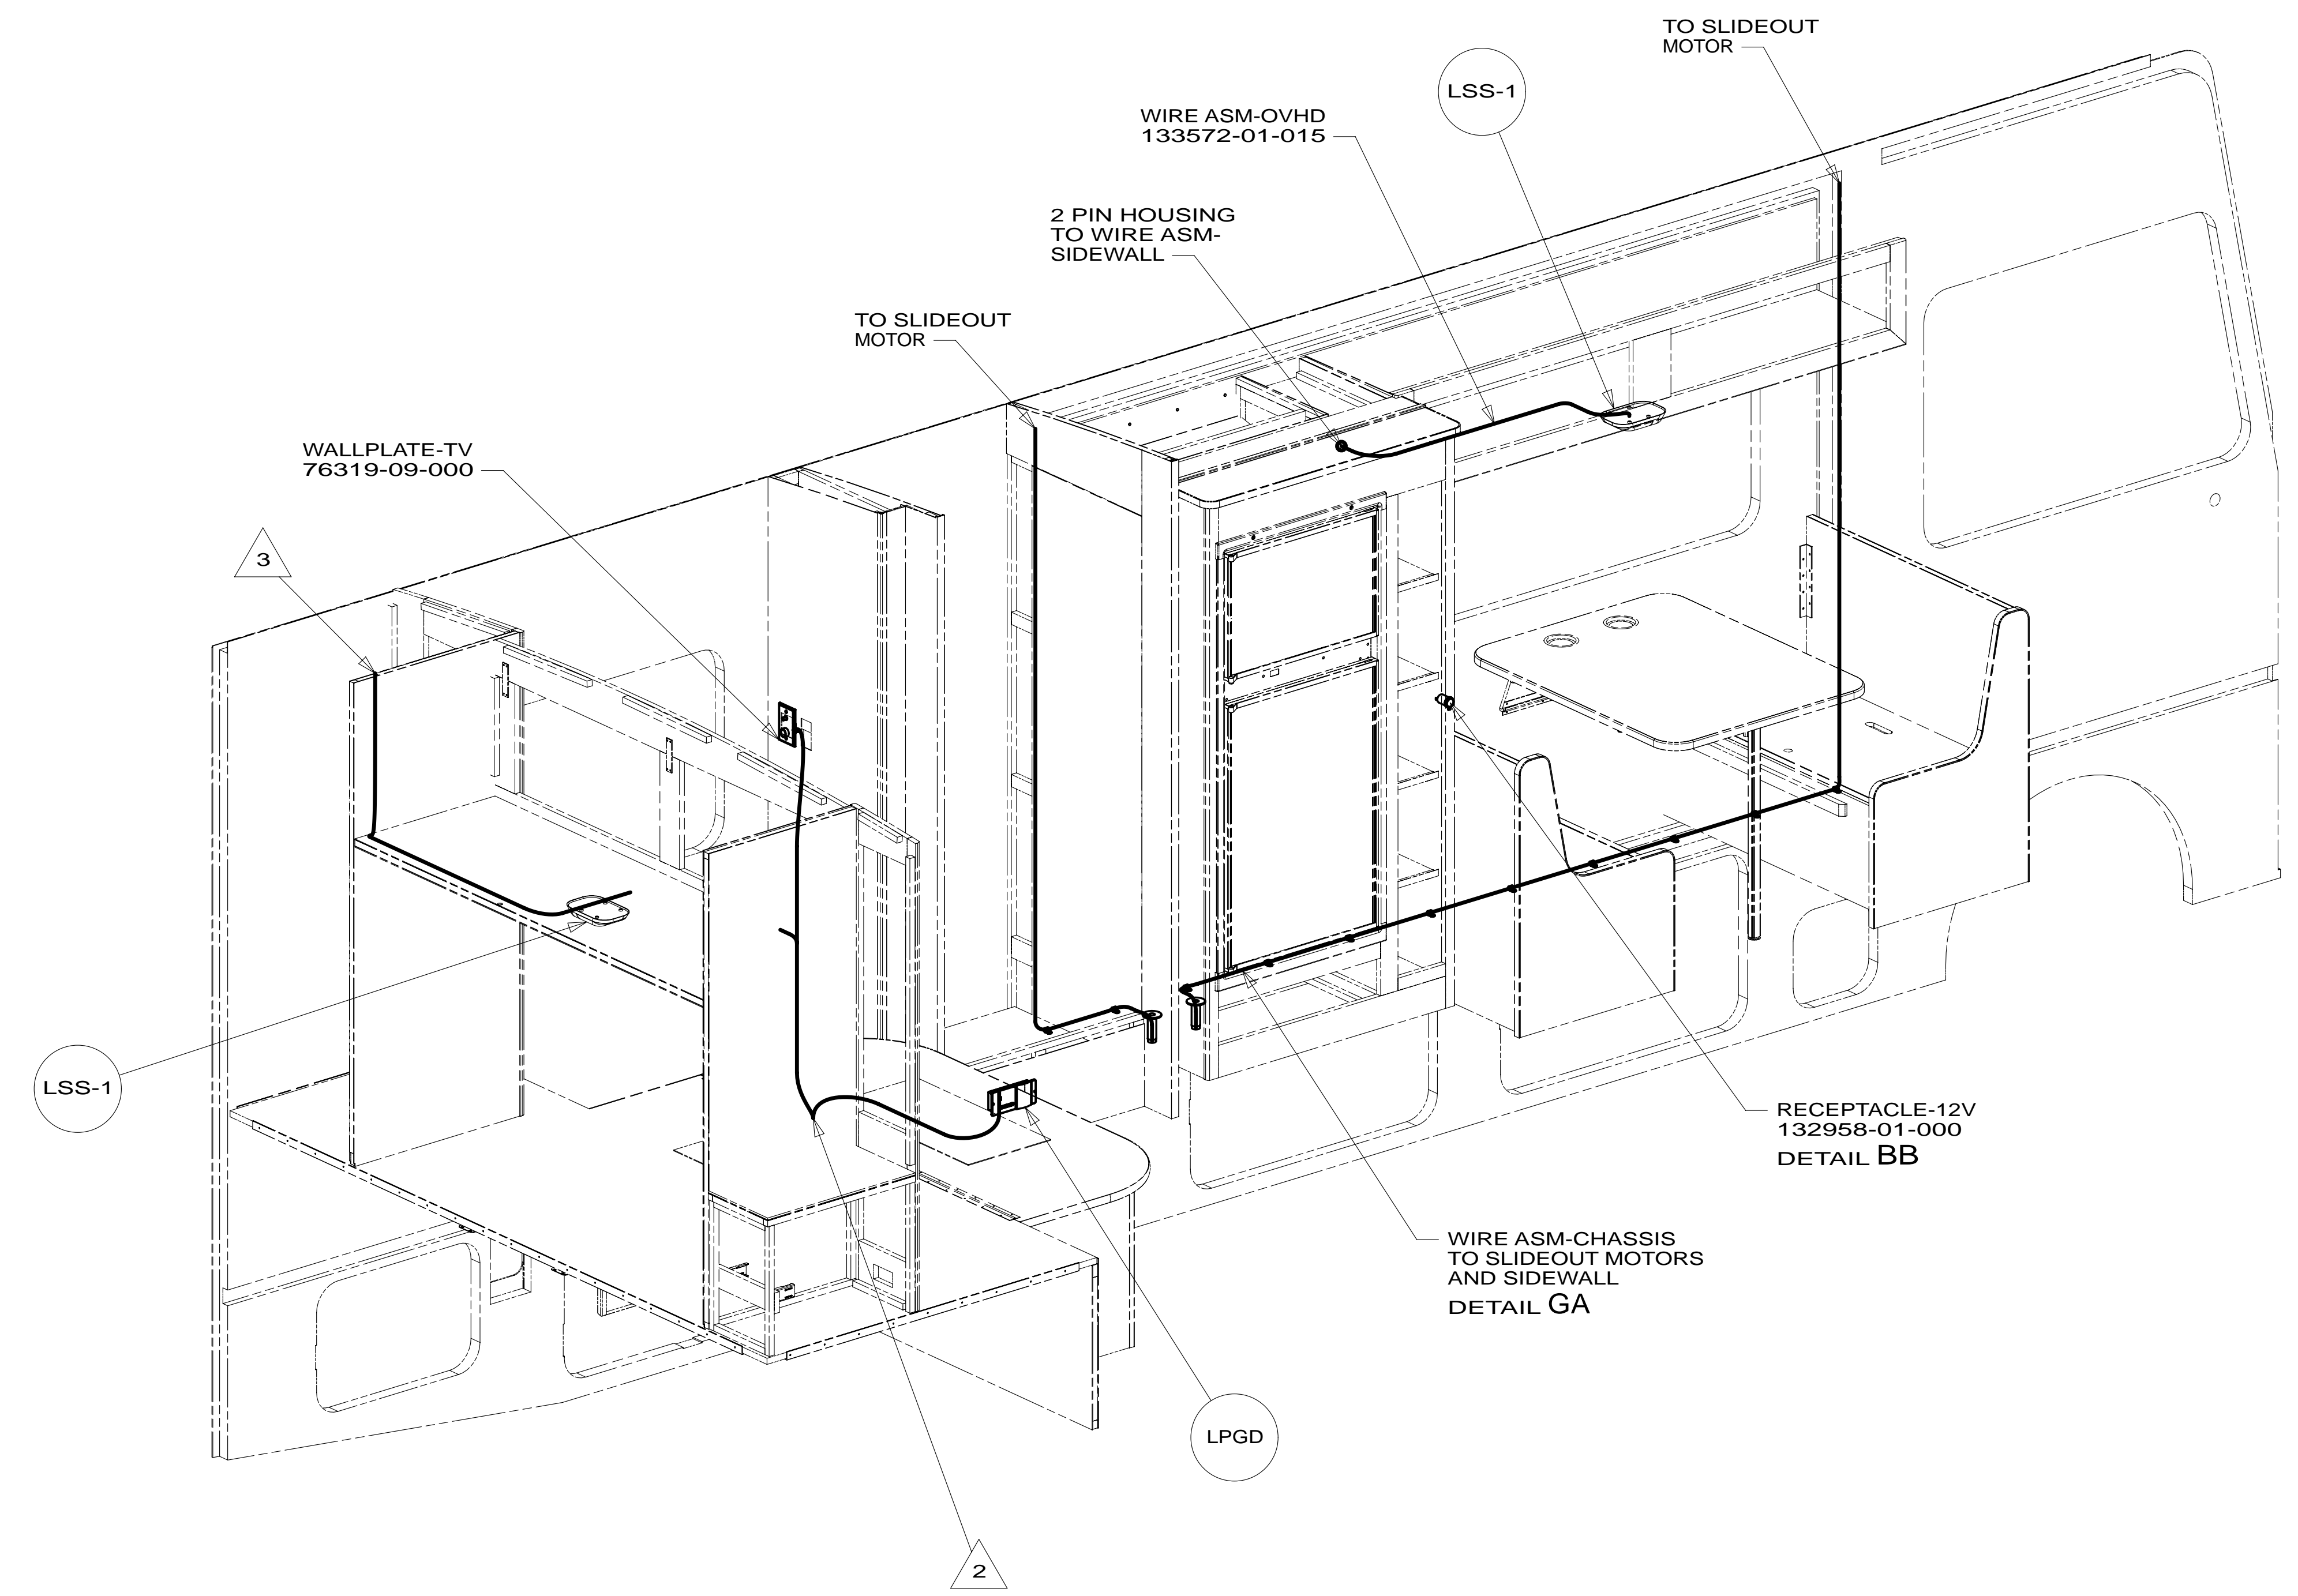 TO SLIDEOUT
MOTOR
LSS-1
WIRE ASM-OVHD
133572-01-015
2 PIN HOUSING
TO WIRE ASM-
SIDEWALL
TO SLIDEOUT
MOTOR
WALLPLATE-TV
76319-09-000
3
LSS-1
RECEPTACLE-12V
132958-01-000
DETAIL BB
WIRE ASM-CHASSIS
TO SLIDEOUT MOTORS
AND SIDEWALL
DETAIL GA
LPGD
2